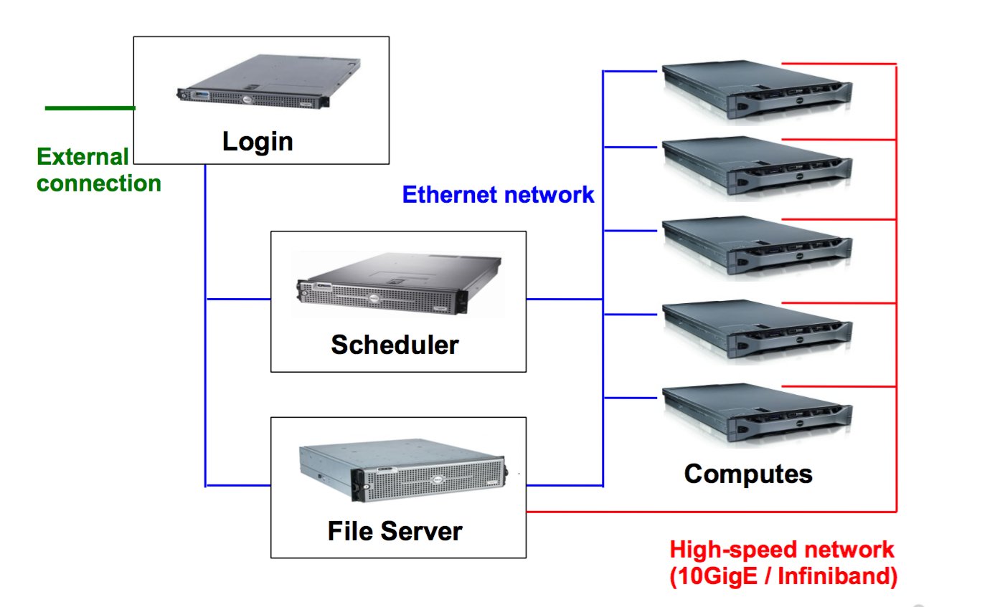 Login
External
connection
Ethernet network
Scheduler
Computes
File Server
High-speed network
(10GigE / Infiniband)